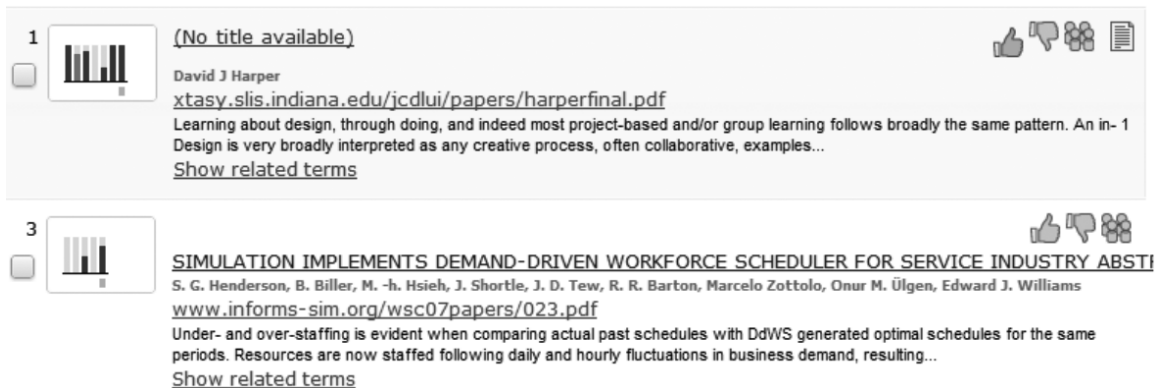 1
(No title available)
David J Harper
xtasy.slis.indiana.edu/jcdlui/papers/harperfinal.pdf
Learning about design, through doing, and indeed most project-based and/or group learning follows broadly the same pattern. An in- 1
Design is very broadly interpreted as any creative process, often collaborative, examples...
Show related terms
3
SIMULATION IMPLEMENTS DEMAND-DRIVEN WORKFORCE SCHEDULER FOR SERVICE INDUSTRY ABST
S. G. Henderson, B. Biller, M. -h. Hsieh, J. Shortle, J. D. Tew, R. R. Barton, Marcelo Zottolo, Onur M. Ülgen, Edward J. Williams
www.informs-sim.org/wsc07papers/023.pdf
Under- and over-staffing is evident when comparing actual past schedules with DdWS generated optimal schedules for the same
periods. Resources are now staffed following daily and hourly fluctuations in business demand, resulting...
Show related terms